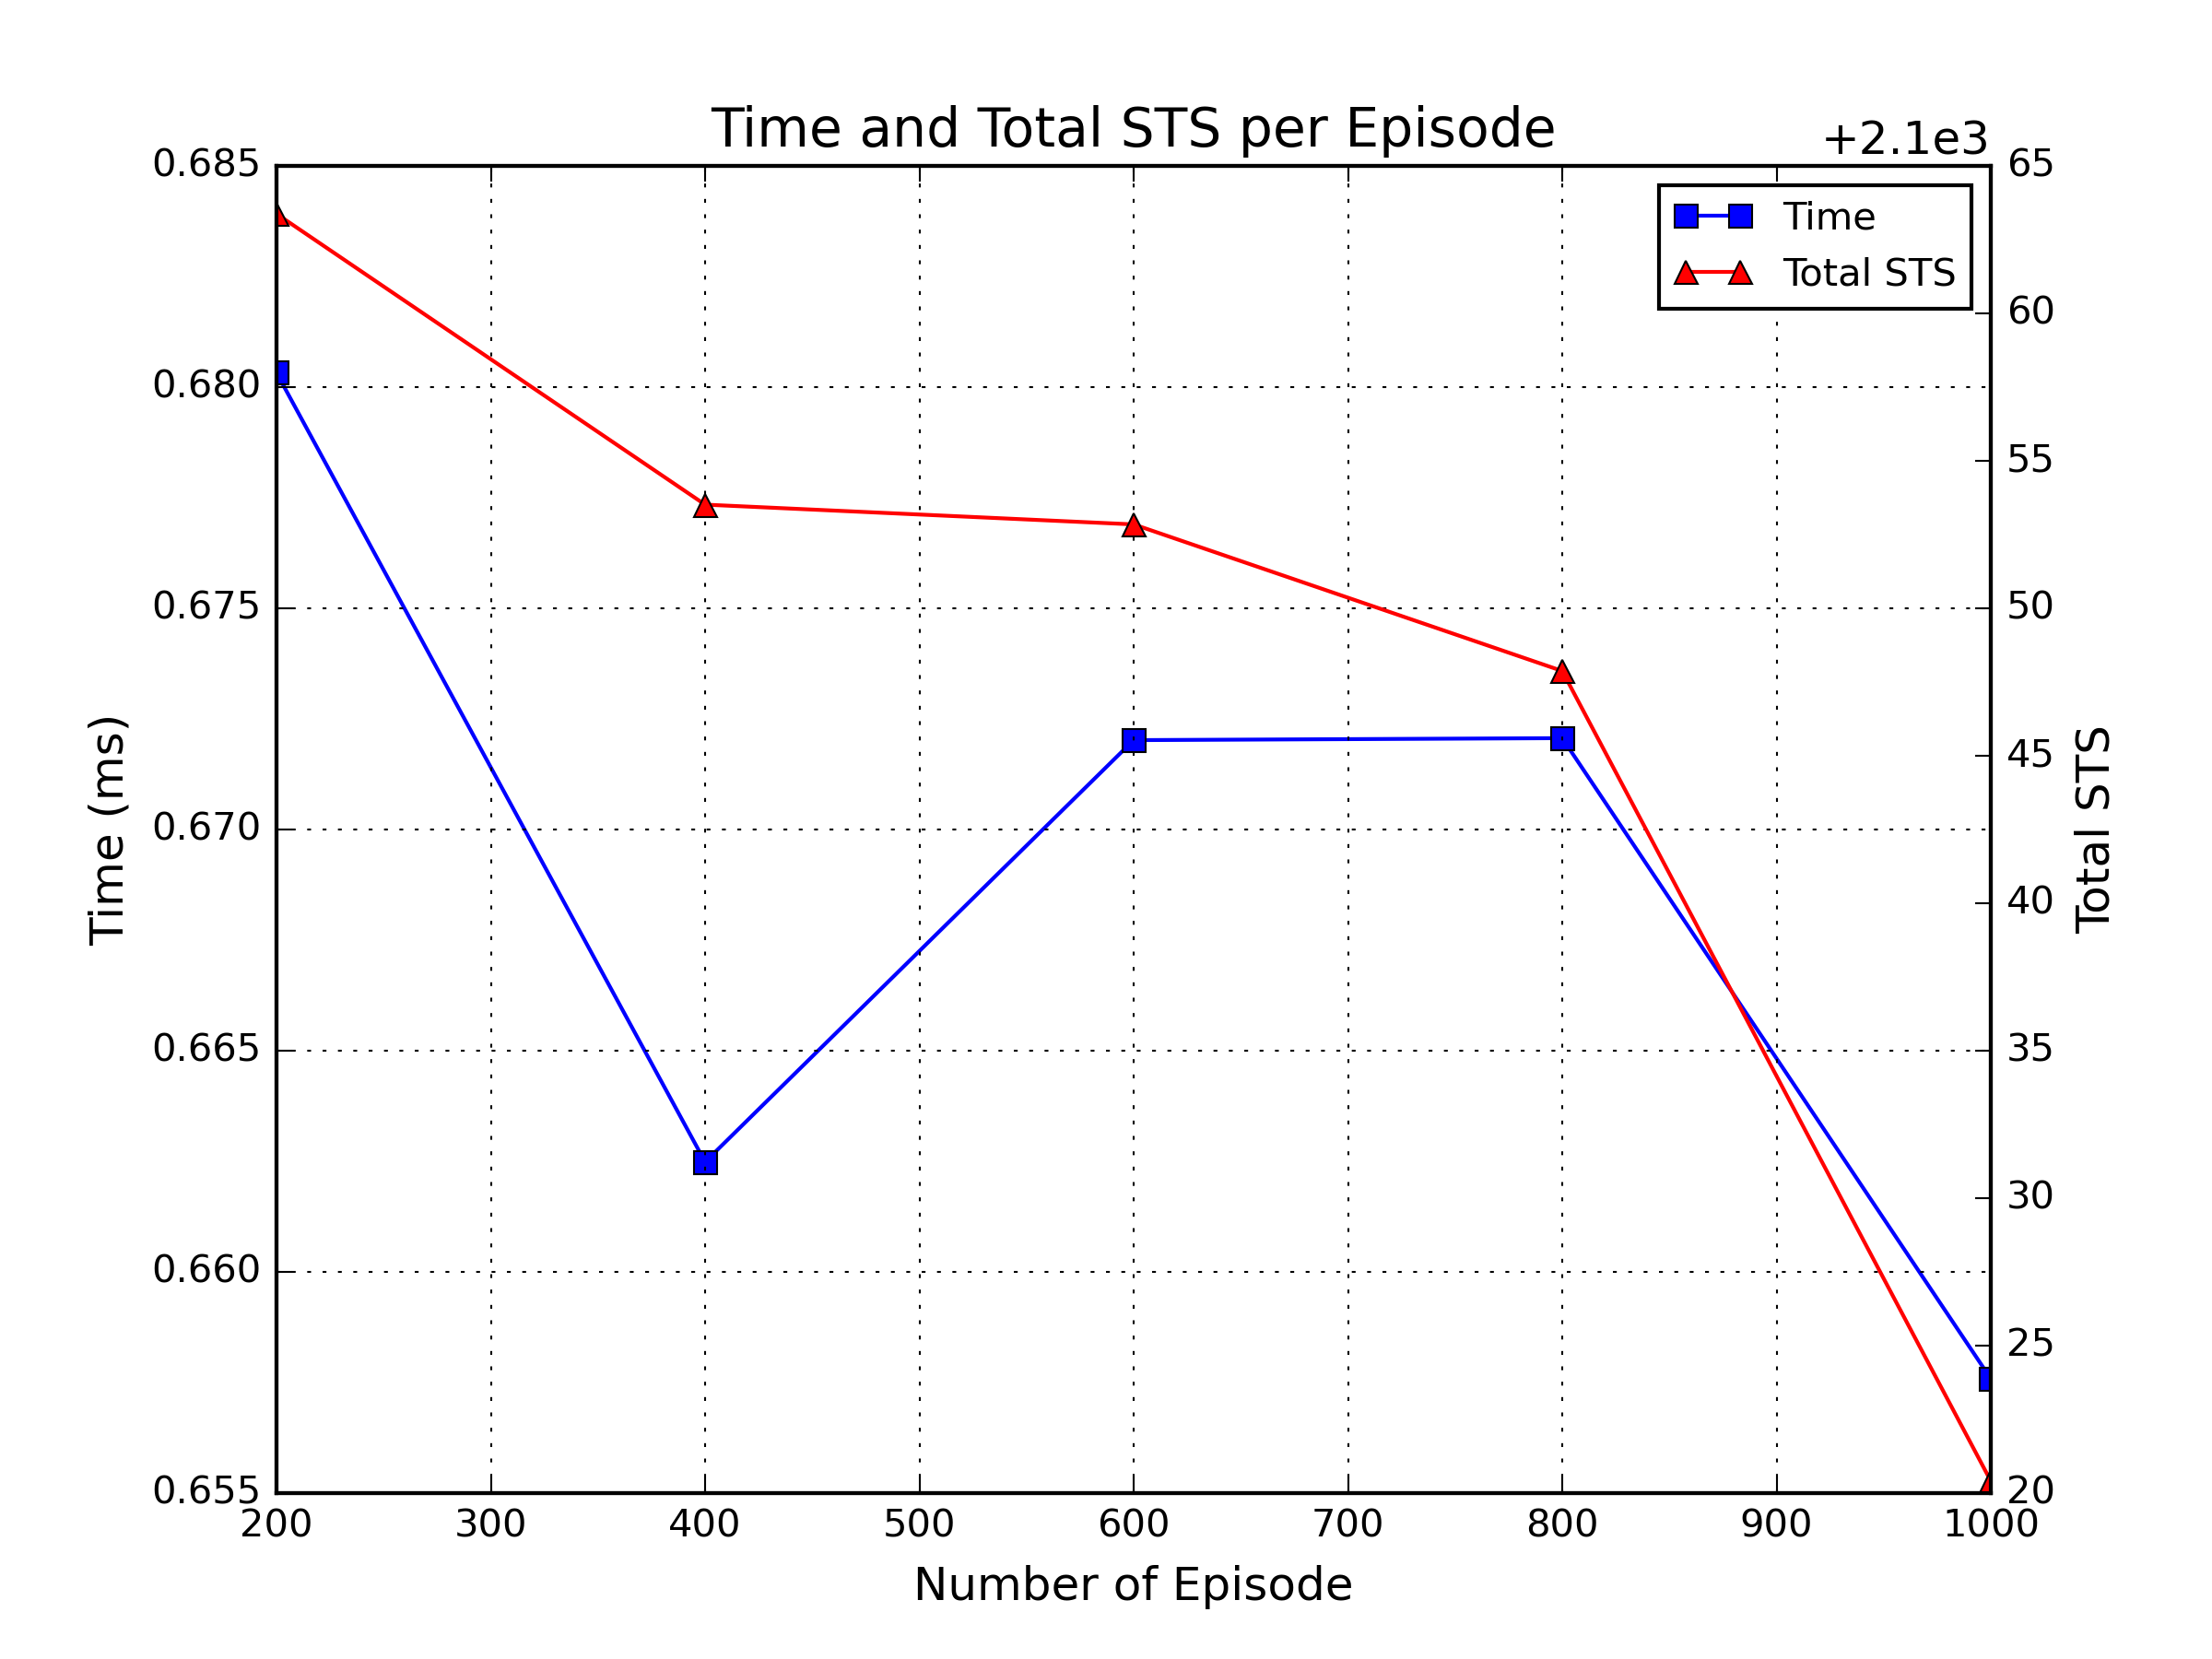 Time and Total STS per Episode
+2.1e3
Time
Total STS
0.685
0.680
0.675
0.670
0.665
0.660
0.655
Time (ms)
65
60
55
50
45
40
35
30
25
20
Total STS
200 300 400 500 600 700 800 900 1000
Number of Episode